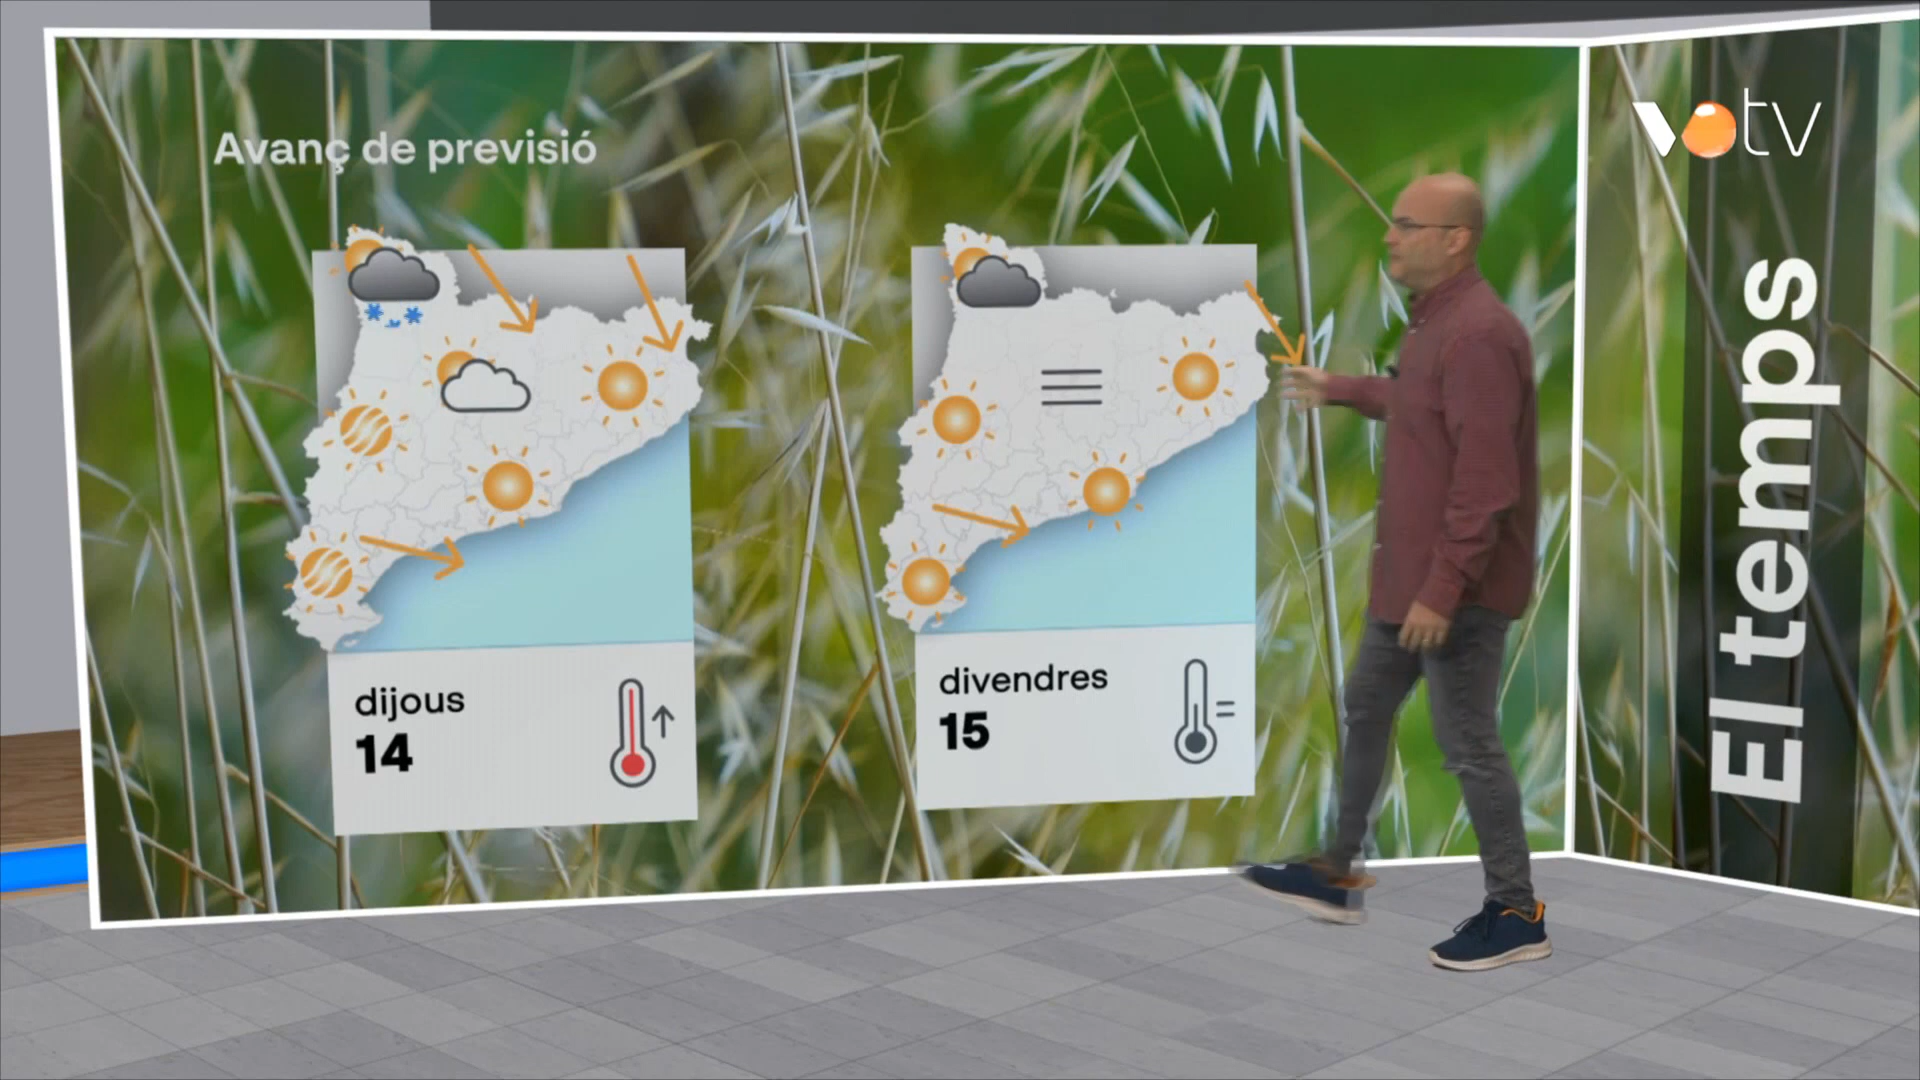 Avanç de previsió
votv
dijous
14
divendres
15
El temps